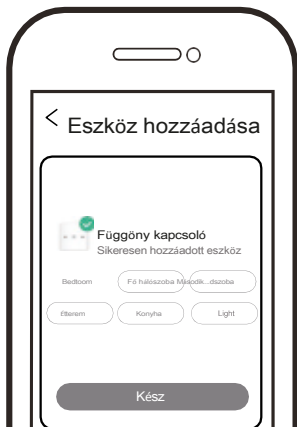 < Eszköz hozzáadása
Függöny kapcsoló
Sikeresen hozzáadott eszköz
Bedtoom Fő hálószoba Második...dszoba
Étterem Konyha Light
Kész